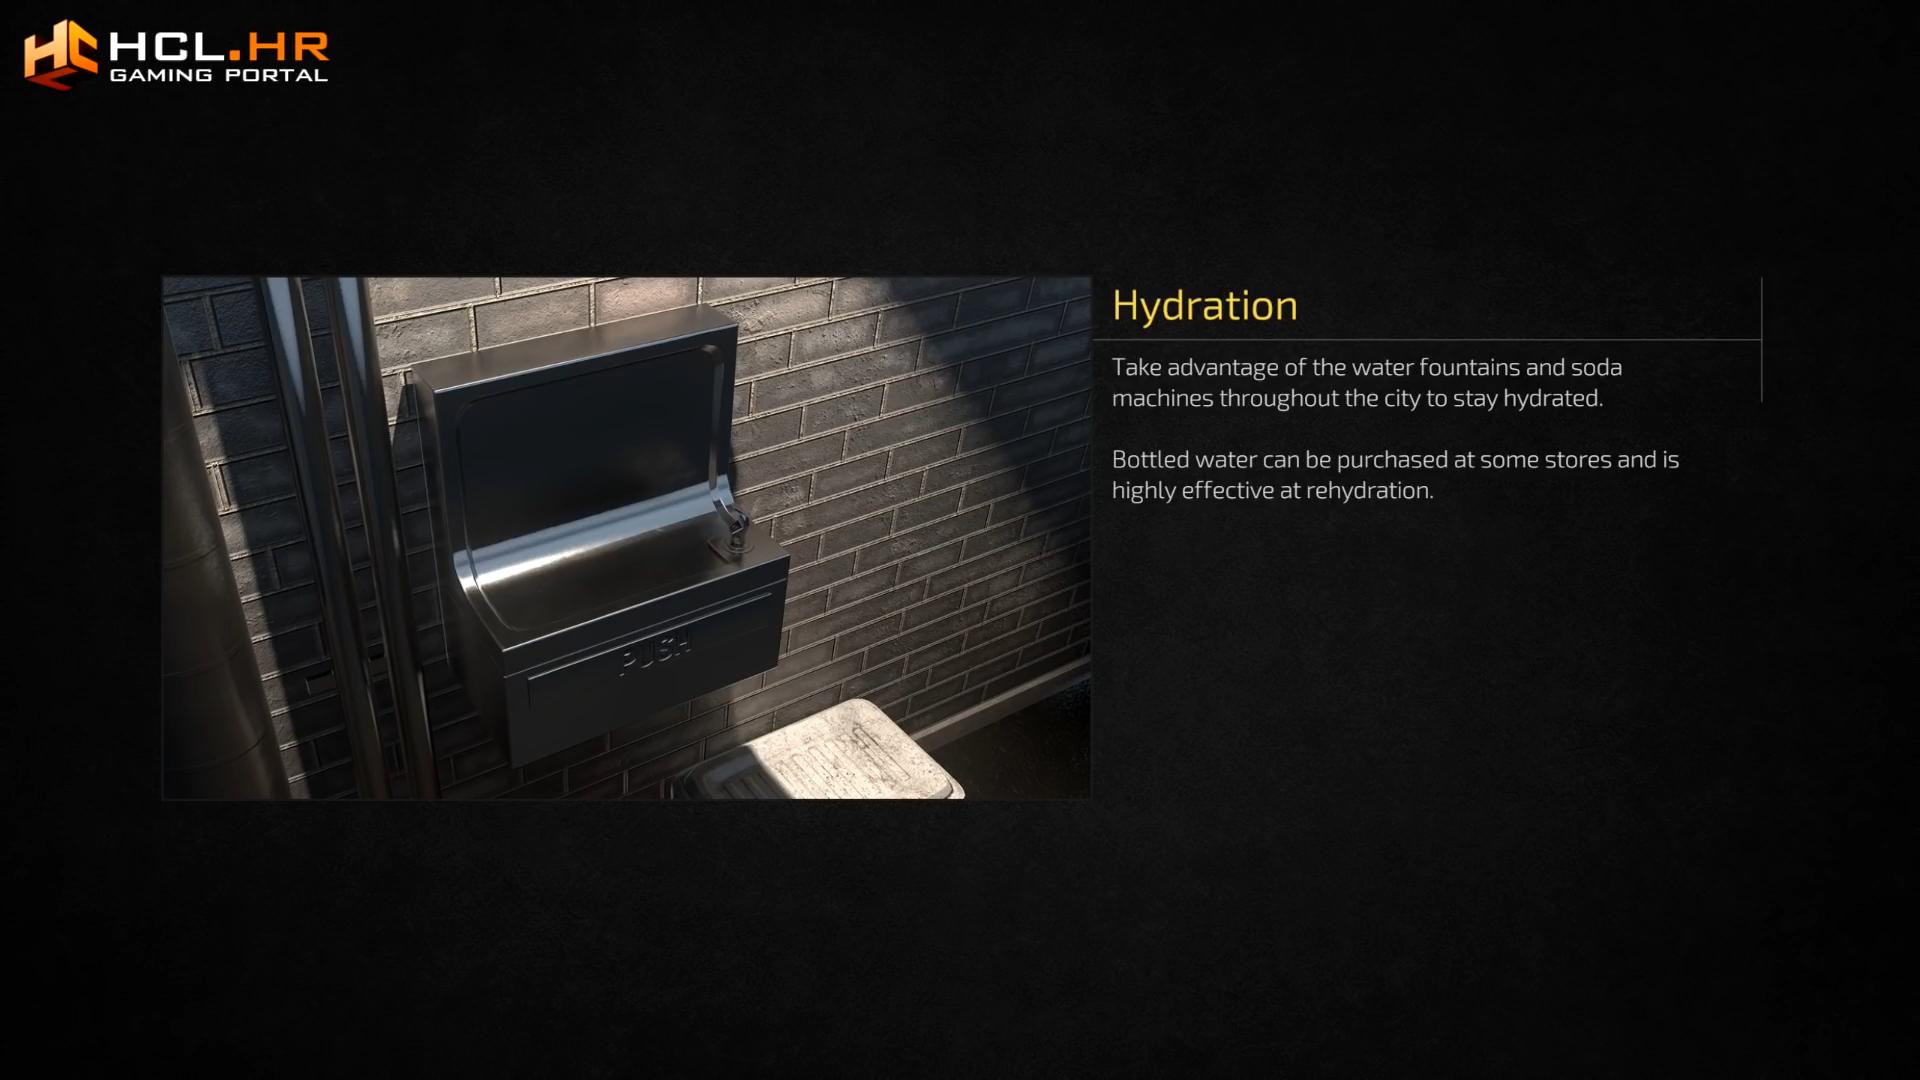 HCL.HR
GAMING PORTAL
Hydration
Take advantage of the water fountains and soda
machines throughout the city to stay hydrated.
Bottled water can be purchased at some stores and is
highly effective at rehydration.
PUSH